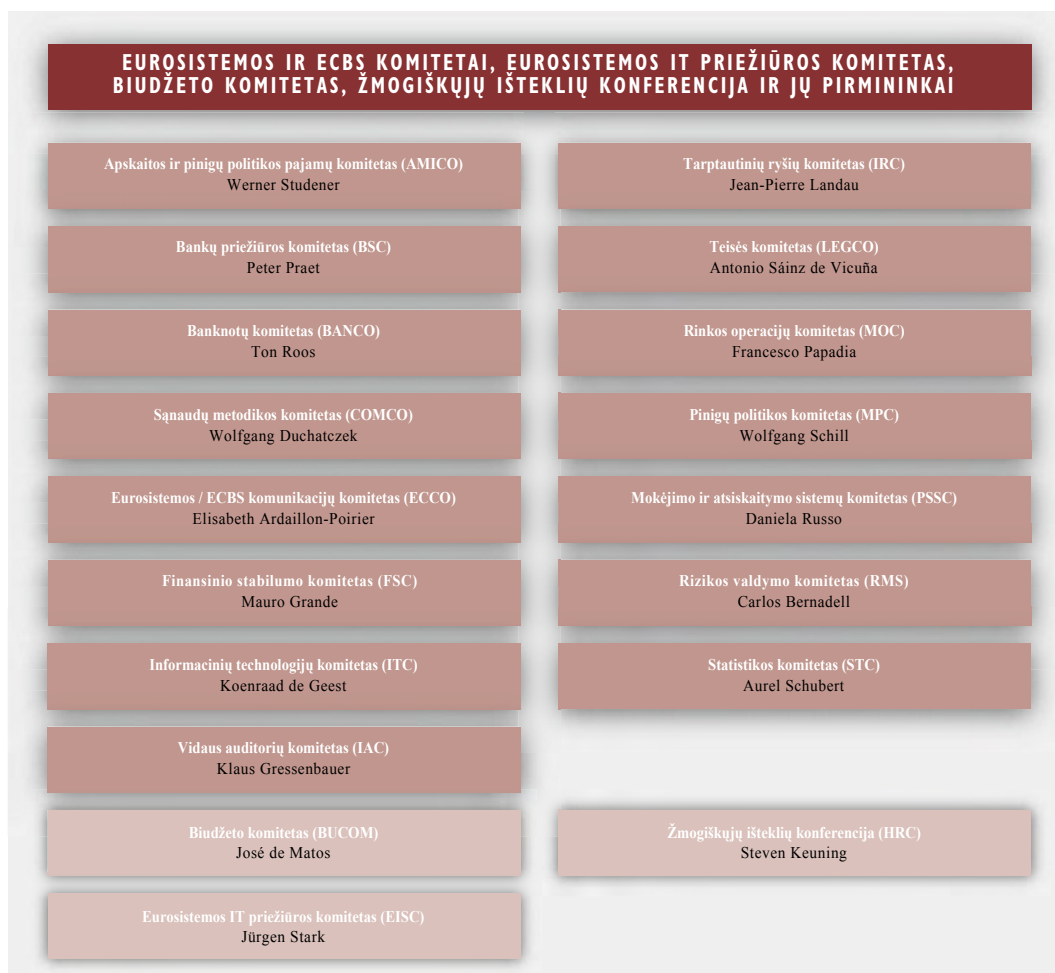 EUROSISTEMOS IR ECBS KOMITETAI, EUROSISTEMOS IT PRIEŽIŪROS KOMITETAS,
BIUDŽETO KOMITETAS, ŽMOGIŠKŲJŲ IŠTEKLIŲ KONFERENCIJA IR JŲ PIRMININKAI
Apskaitos ir pinigų politikos pajamų komitetas (AMICO)
Werner Studener
Bankų priežiūros komitetas (BSC)
Peter Praet
Banknotų komitetas (BANCO)
Ton Roos
Sąnaudų metodikos komitetas (COMCO)
Wolfgang Duchatczek
Eurosistemos / ECBS komunikacijų komitetas (ECCO)
Elisabeth Ardaillon-Poirier
Finansinio stabilumo komitetas (FSC)
Mauro Grande
Informacinių technologijų komitetas (ITC)
Koenraad de Geest
Vidaus auditorių komitetas (IAC)
Klaus Gressenbauer
Biudžeto komitetas (BUCOM)
José de Matos
Eurosistemos IT priežiūros komitetas (EISC)
Jürgen Stark
Tarptautinių ryšių komitetas (IRC)
Jean-Pierre Landau
Teisės komitetas (LEGCO)
Antonio Sáinz de Vicuña
Rinkos operacijų komitetas (MOC)
Francesco Papadia
Pinigų politikos komitetas (MPC)
Wolfgang Schill
Mokėjimo ir atsiskaitymo sistemų komitetas (PSSC)
Daniela Russo
Rizikos valdymo komitetas (RMS)
Carlos Bernadell
Statistikos komitetas (STC)
Aurel Schubert
Žmogiškųjų išteklių konferencija (HRC)
Steven Keuning